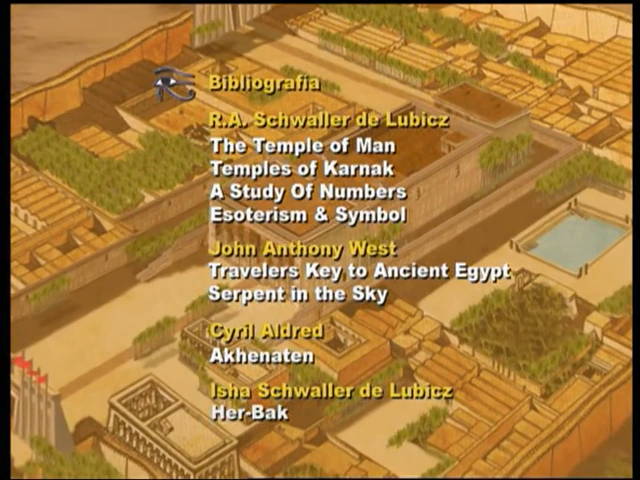 Bibliografia
R.A. Schwaller de Lubicz
The Temple of Man
Temples of Karnak
A Study Of Numbers
Esoterism & Symbol
John Anthony West
Travelers Key to Ancient Egypt
Serpent in the Sky
Cyril Aldred
Akhenaten
Isha Schwaller de Lubicz
Her-Bak